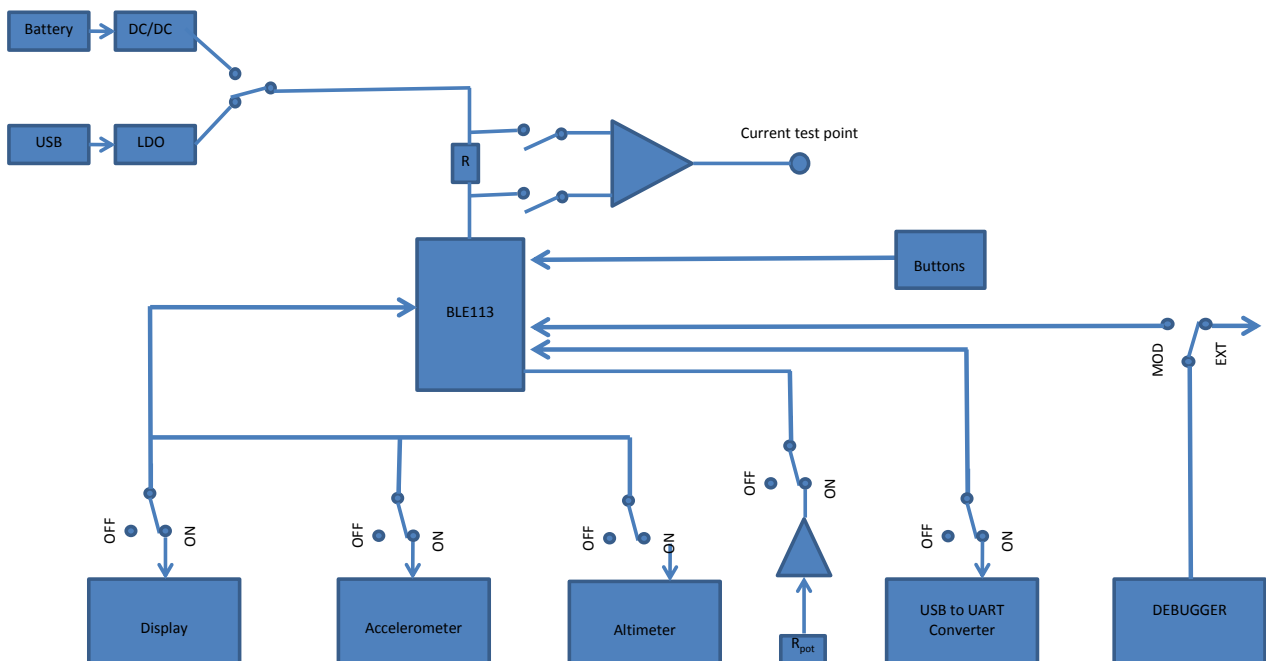 Battery
DC/DC
USB
LDO
R
Current test point
Buttons
BLE113
MOD
EXT
OFF
ON
OFF
ON
OFF
ON
OFF
ON
OFF
ON
Display
Accelerometer
Altimeter
Rpot
USB to UART
Converter
DEBUGGER